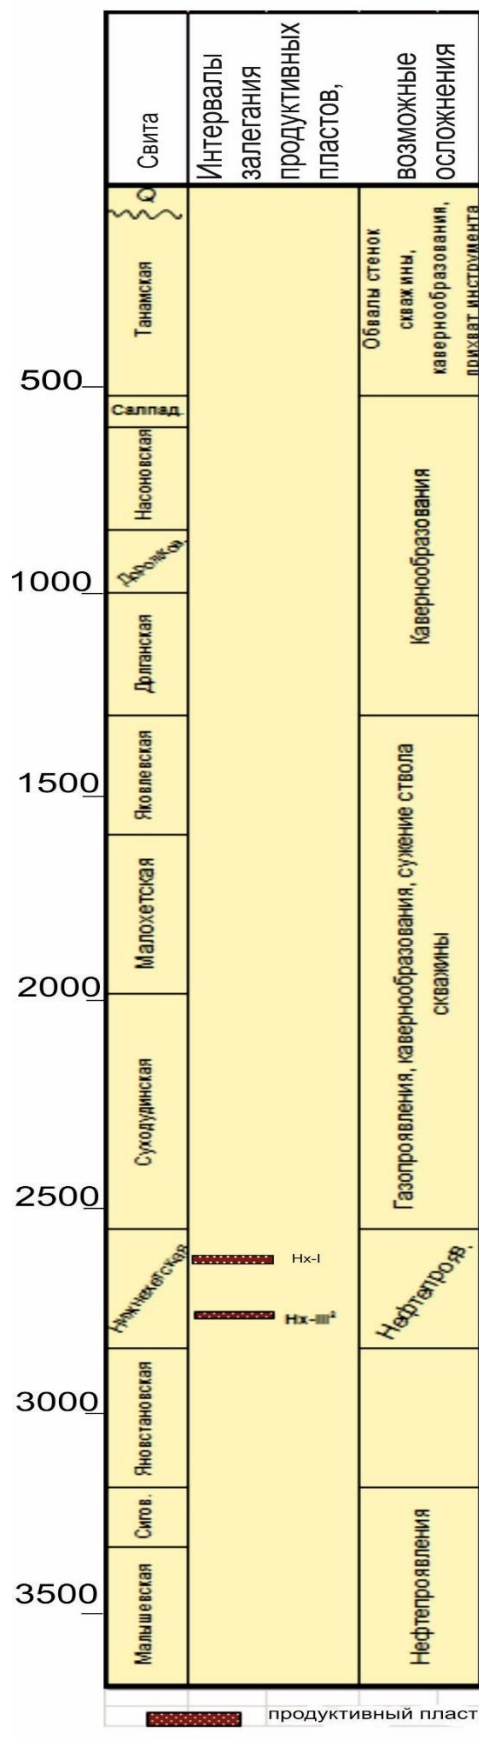 Свита
Интервалы
залегания
продуктивных
пластов,
возможные
осложнения
Q
Танамская
Обвалы стенок
скважины,
кавернообразования,
прихват инструмента
500
Салпад.
Насоновская
Дорожков.
1000
Долганская
Кавернообразования
1500
Яковлевская
Малохетская
2000
Суходудинская
Газопроявления, кавернообразования, сужение ствола
скважины
2500
Нижнехетская
Нх-I
Нх-III²
Нефтепрояв.
3000
Яновстановская
Сигов.
3500
Малышевская
Нефтепроявления
продуктивный пласт